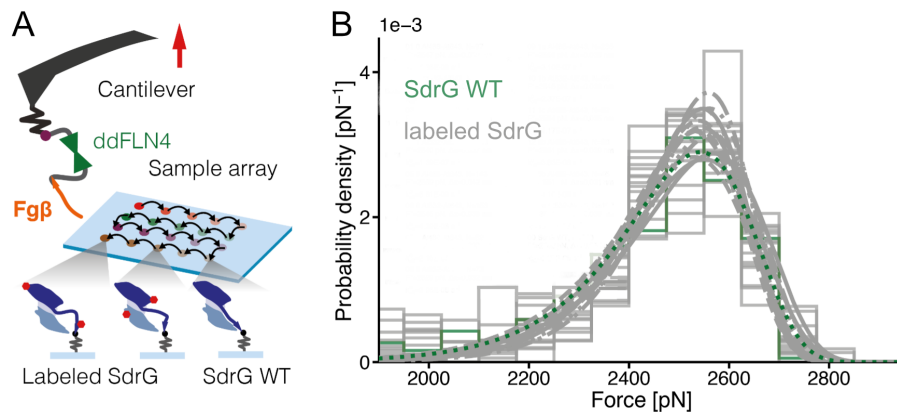 A
Cantilever
ddFLN4
Sample array
Fgβ
Labeled SdrG
SdrG WT
B
1e−3
SdrG WT
labeled SdrG
Probability density [pN⁻¹]
4
2
0
2000
2200
2400
2600
2800
Force [pN]